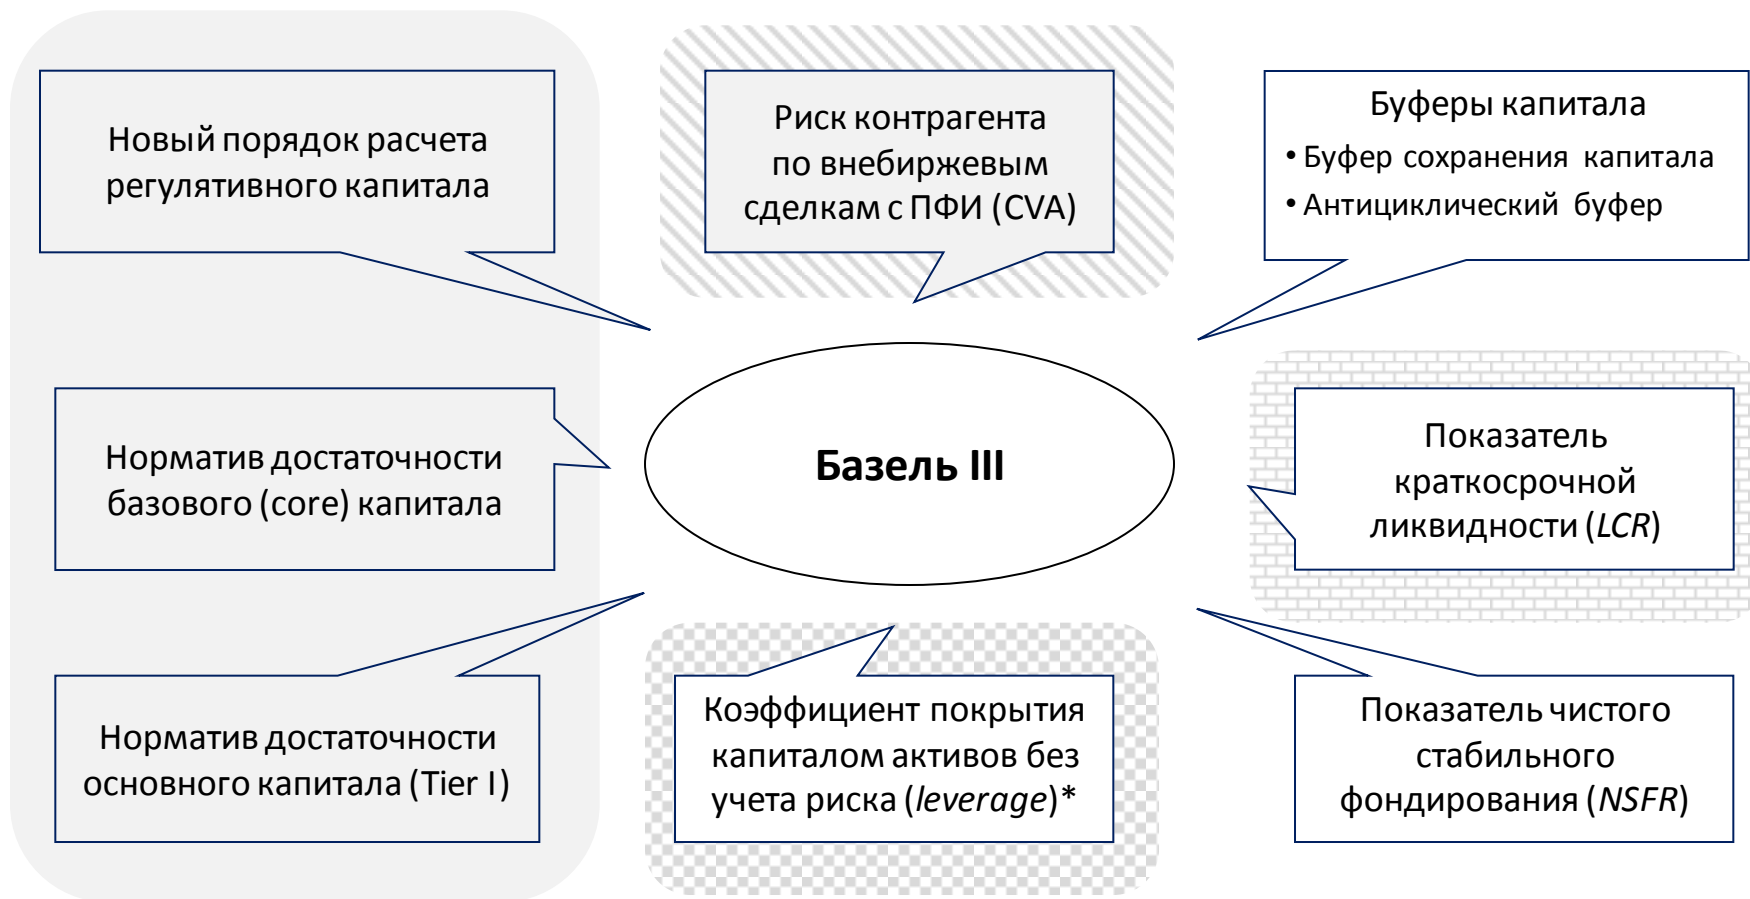 Новый порядок расчета
регулятивного капитала
Риск контрагента
по внебиржевым
сделкам с ПФИ (CVA)
Буферы капитала
• Буфер сохранения капитала
• Антициклический буфер
Норматив достаточности
базового (core) капитала
Базель III
Показатель
краткосрочной
ликвидности (LCR)
Норматив достаточности
основного капитала (Tier I)
Коэффициент покрытия
капиталом активов без
учета риска (leverage)*
Показатель чистого
стабильного
фондирования (NSFR)